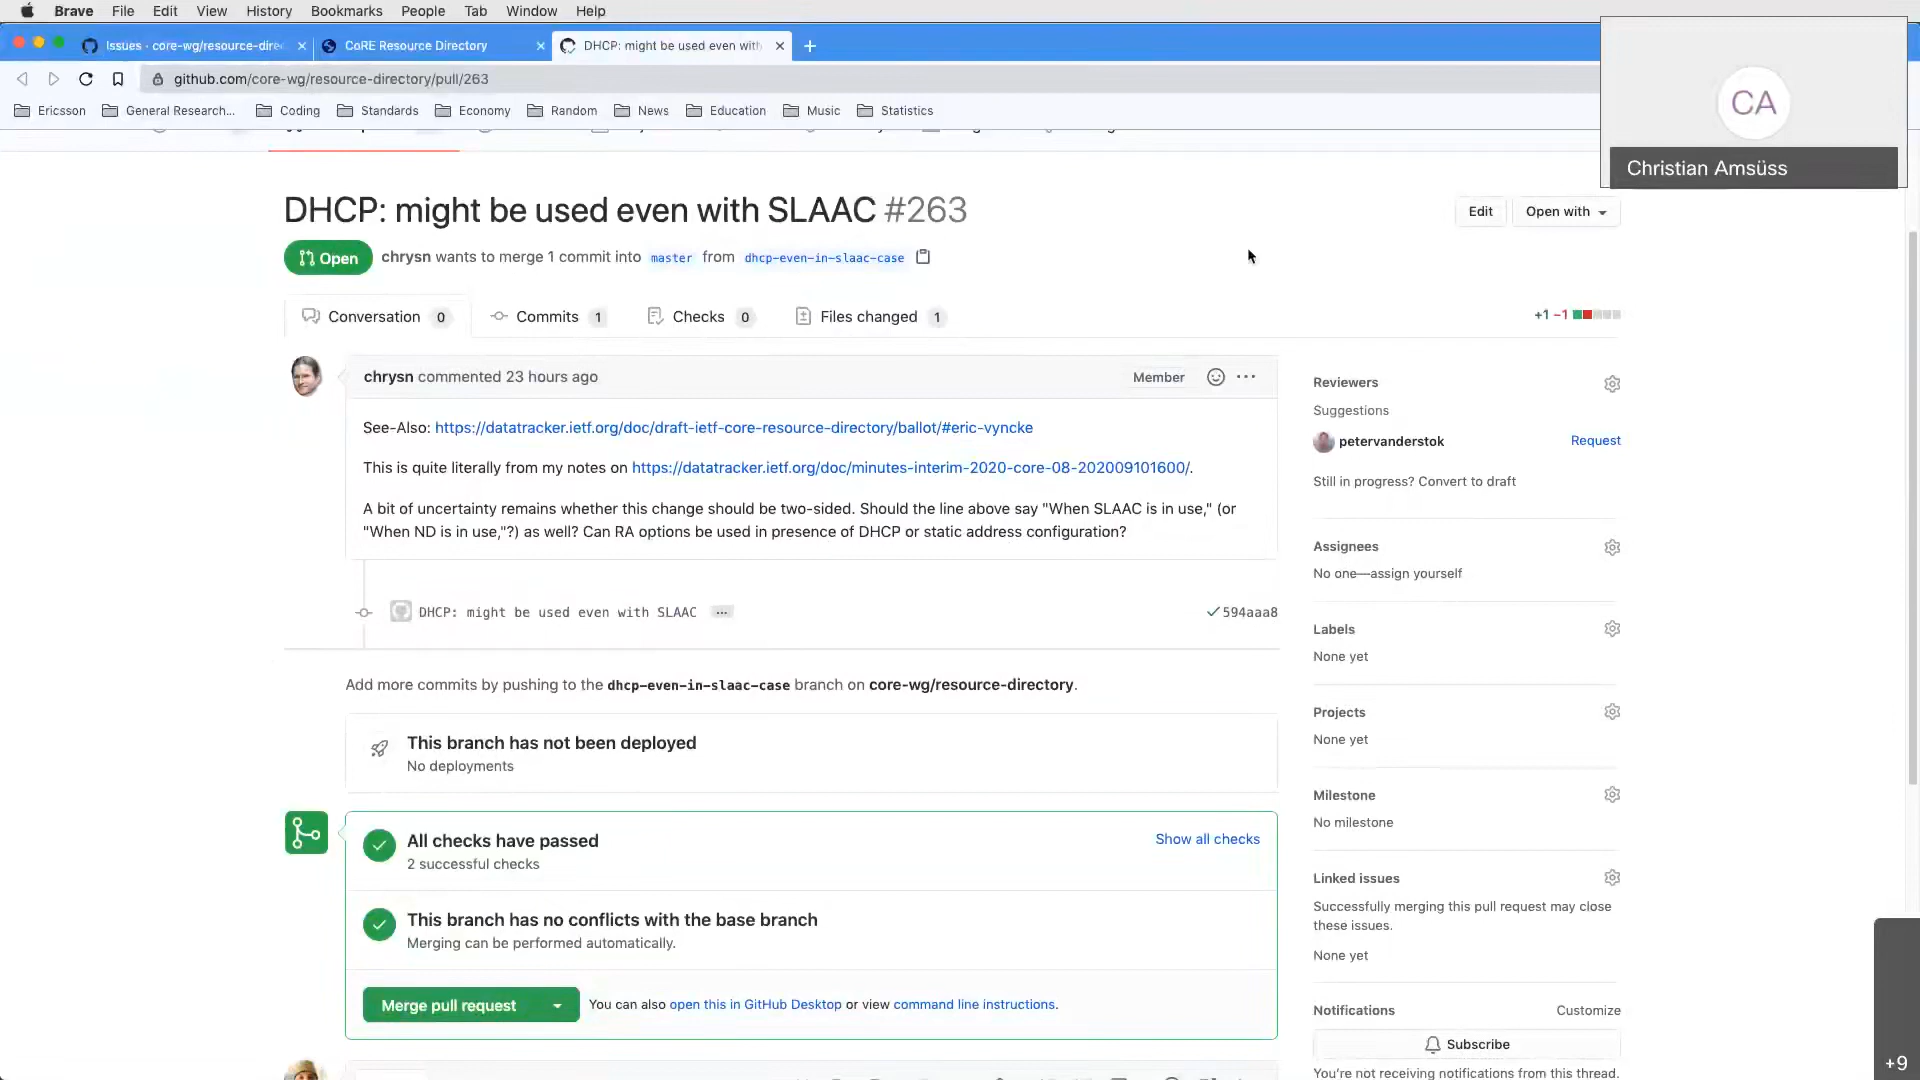 Brave File Edit View History Bookmarks People Tab Window Help
Issues · core-wg/resource-dire
CoRE Resource Directory
DHCP: might be used even with
github.com/core-wg/resource-directory/pull/263
Ericsson General Research... Coding Standards Economy Random News Education Music Statistics
CA
Christian Amsüss
DHCP: might be used even with SLAAC #263
Edit Open with
Open chrysn wants to merge 1 commit into master from dhcp-even-in-slaac-case
Conversation 0 Commits 1 Checks 0 Files changed 1
+1 −1
chrysn commented 23 hours ago Member
See-Also: https://datatracker.ietf.org/doc/draft-ietf-core-resource-directory/ballot/#eric-vyncke
This is quite literally from my notes on https://datatracker.ietf.org/doc/minutes-interim-2020-core-08-202009101600/.
A bit of uncertainty remains whether this change should be two-sided. Should the line above say "When SLAAC is in use," (or
"When ND is in use,"?) as well? Can RA options be used in presence of DHCP or static address configuration?
DHCP: might be used even with SLAAC ... 594aaa8
Add more commits by pushing to the dhcp-even-in-slaac-case branch on core-wg/resource-directory.
This branch has not been deployed
No deployments
All checks have passed
2 successful checks
Show all checks
This branch has no conflicts with the base branch
Merging can be performed automatically.
Merge pull request
You can also open this in GitHub Desktop or view command line instructions.
Reviewers
Suggestions
petervanderstok Request
Still in progress? Convert to draft
Assignees
No one—assign yourself
Labels
None yet
Projects
None yet
Milestone
No milestone
Linked issues
Successfully merging this pull request may close
these issues.
None yet
Notifications Customize
Subscribe
You're not receiving notifications from this thread.
+9